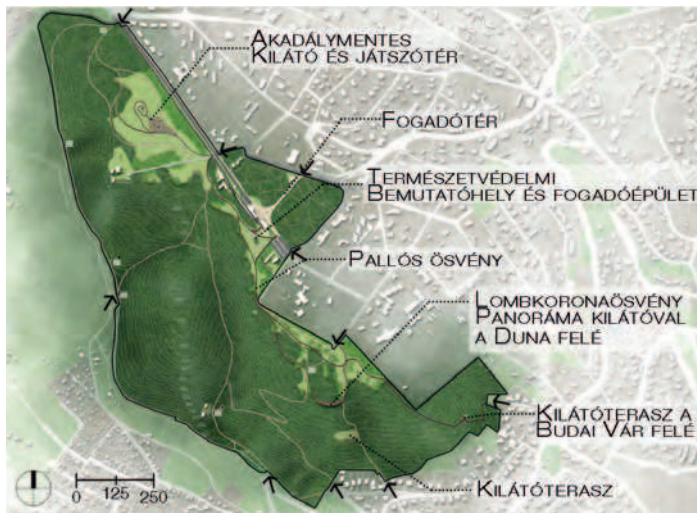 AKADÁLYMENTES
KILÁTÓ ÉS JÁTSZÓTÉR
FOGADÓTÉR
TERMÉSZETVÉDELMI
BEMUTATÓHELY ÉS FOGADÓÉPÜLET
PALLÓS ÖSVÉNY
LOMBKORONAÖSVÉNY
PANORÁMA KILÁTÓVAL
A DUNA FELÉ
KILÁTÓTERASZ A
BUDAI VÁR FELÉ
KILÁTÓTERASZ
0 125 250